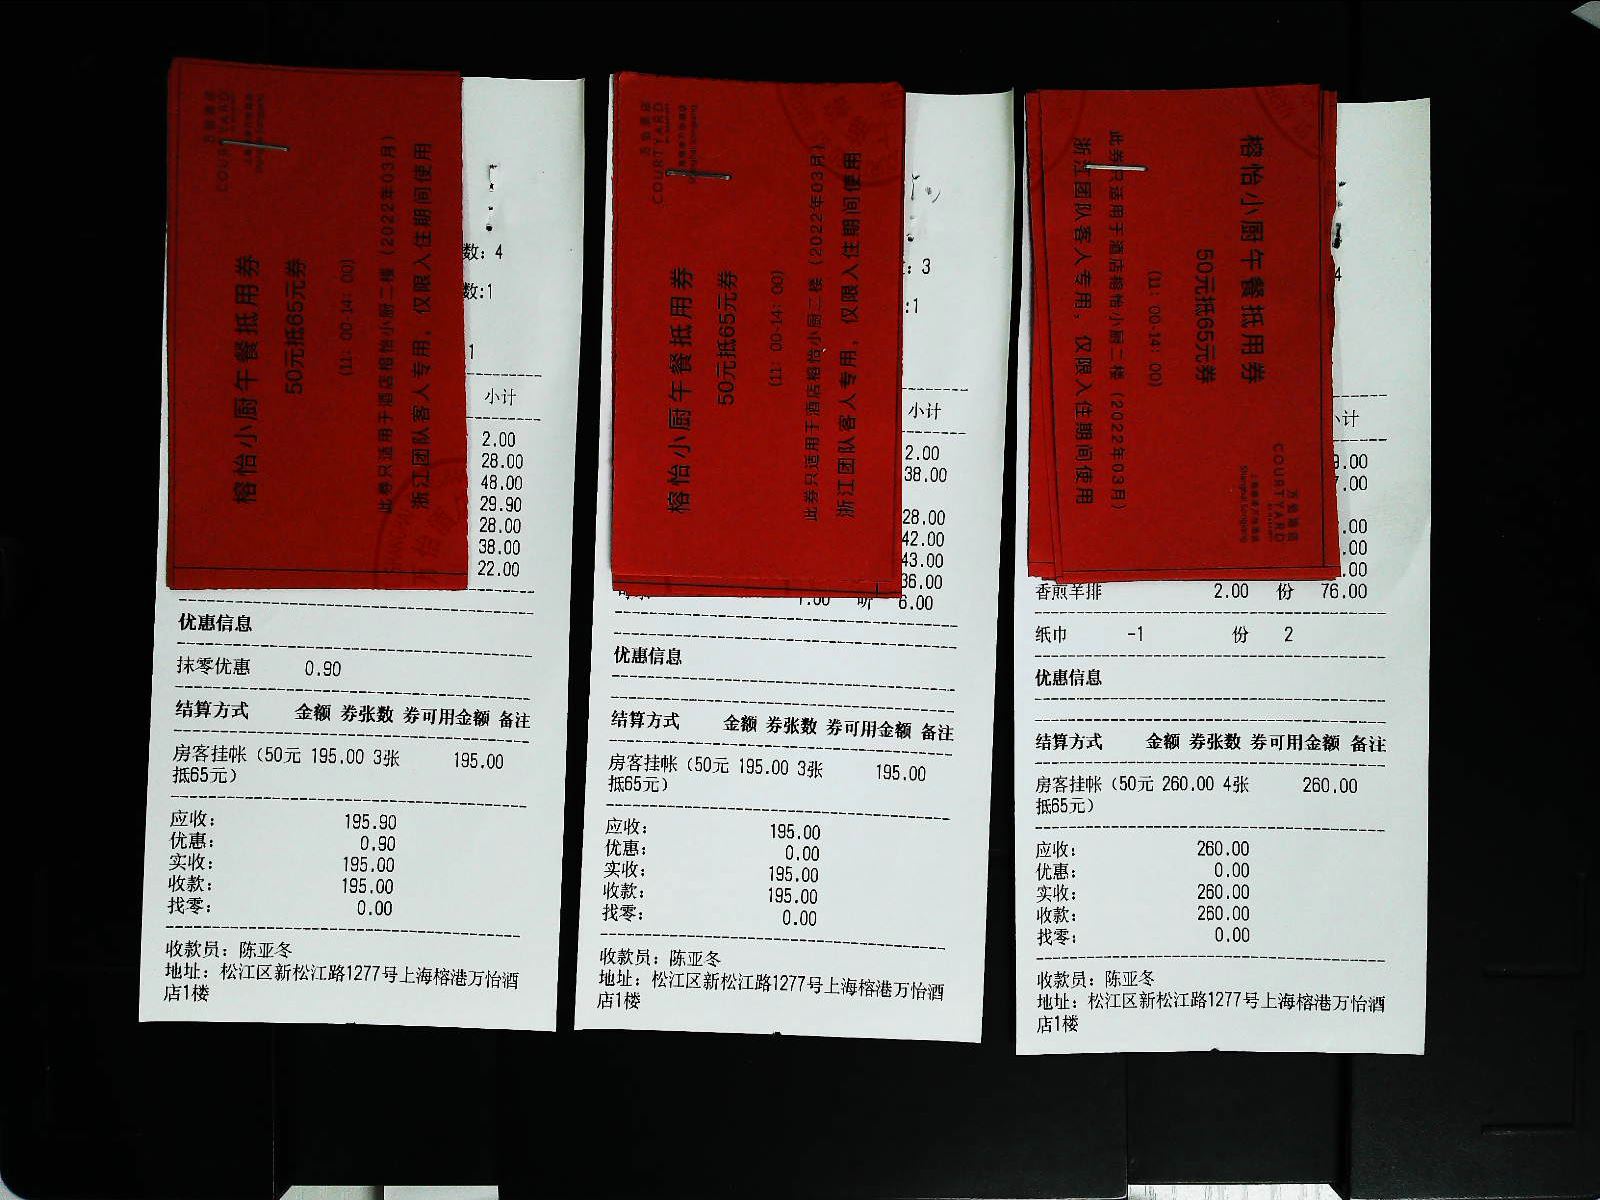 万怡酒店
COURTYARD
榕怡小厨午餐抵用券
50元抵65元券
(11：00-14：00)
此券只适用于酒店榕怡小厨二楼（2022年03月）
浙江团队客人专用，仅限入住期间使用
数: 4
数:1
1
小计
2.00
28.00
48.00
29.90
28.00
38.00
22.00
优惠信息
抹零优惠 0.90
结算方式 金额 券张数 券可用金额 备注
房客挂帐（50元 195.00 3张 195.00
抵65元）
应收: 195.90
优惠: 0.90
实收: 195.00
收款: 195.00
找零: 0.00
收款员: 陈亚冬
地址: 松江区新松江路1277号上海榕港万怡酒
店1楼
万怡酒店
COURTYARD
榕怡小厨午餐抵用券
50元抵65元券
(11：00-14：00)
此券只适用于酒店榕怡小厨二楼（2022年03月）
浙江团队客人专用，仅限入住期间使用
: 3
:1
小计
2.00
38.00
28.00
42.00
43.00
36.00
1.00 听 6.00
优惠信息
结算方式 金额 券张数 券可用金额 备注
房客挂帐（50元 195.00 3张 195.00
抵65元）
应收: 195.00
优惠: 0.00
实收: 195.00
收款: 195.00
找零: 0.00
收款员: 陈亚冬
地址: 松江区新松江路1277号上海榕港万怡酒
店1楼
万怡酒店
COURTYARD
榕怡小厨午餐抵用券
50元抵65元券
(11：00-14：00)
此券只适用于酒店榕怡小厨二楼（2022年03月）
浙江团队客人专用，仅限入住期间使用
4
小计
9.00
7.00
.00
.00
.00
香煎羊排 2.00 份 76.00
纸巾 -1 份 2
优惠信息
结算方式 金额 券张数 券可用金额 备注
房客挂帐（50元 260.00 4张 260.00
抵65元）
应收: 260.00
优惠: 0.00
实收: 260.00
收款: 260.00
找零: 0.00
收款员: 陈亚冬
地址: 松江区新松江路1277号上海榕港万怡酒
店1楼